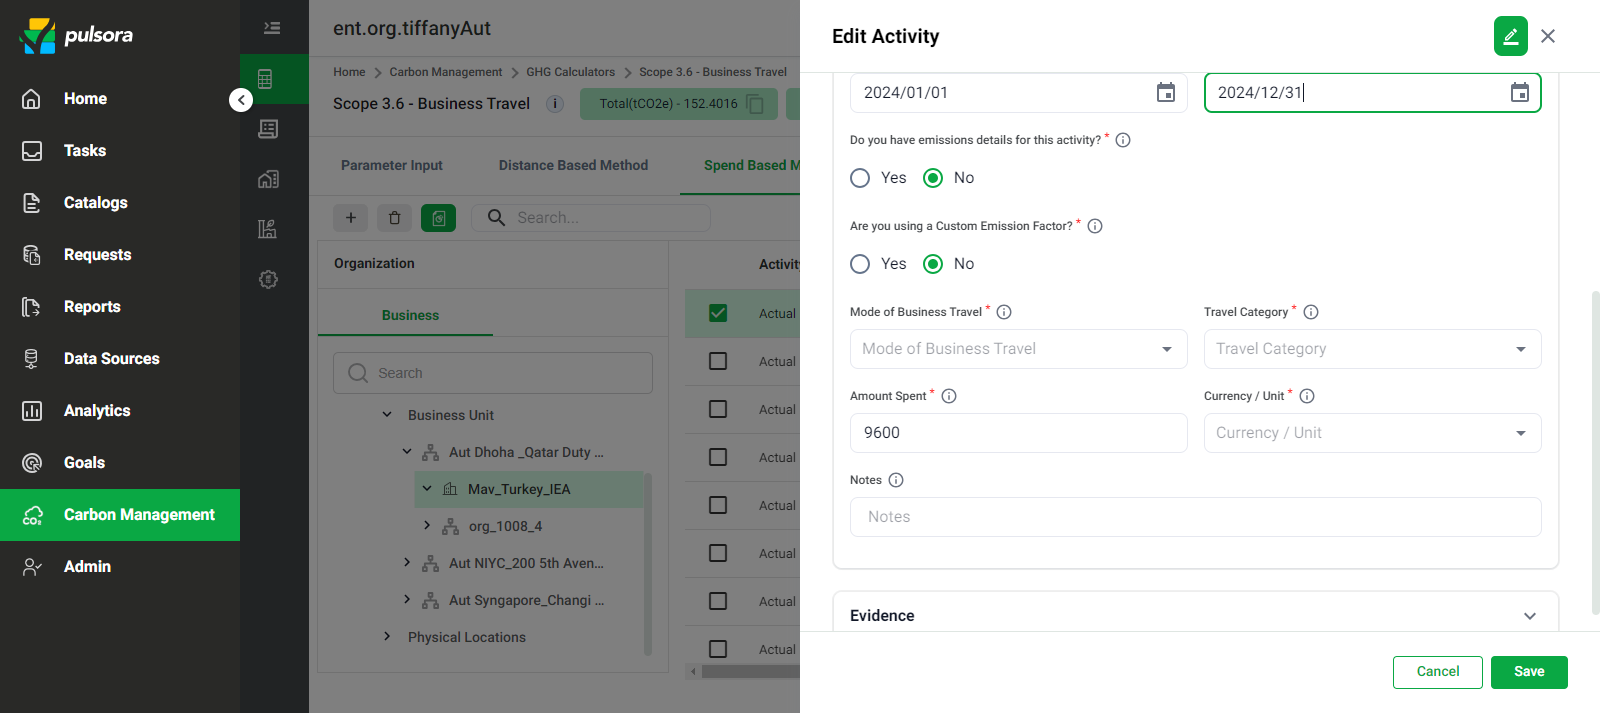 pulsora
Home
Tasks
Catalogs
Requests
Reports
Data Sources
Analytics
Goals
Carbon Management
Admin
ent.org.tiffanyAut
Home > Carbon Management > GHG Calculators > Scope 3.6 - Business Travel
Scope 3.6 - Business Travel
Total(tCO2e) - 152.4016
Parameter Input
Distance Based Method
Spend Based M
Search...
Organization
Business
Search
Business Unit
Aut Dhoha _Qatar Duty ...
Mav_Turkey_IEA
org_1008_4
Aut NIYC_200 5th Aven...
Aut Syngapore_Changi ...
Physical Locations
Activity
Actual
Actual
Actual
Actual
Actual
Actual
Actual
Actual
Edit Activity
2024/01/01
2024/12/31
Do you have emissions details for this activity? *
Yes
No
Are you using a Custom Emission Factor? *
Yes
No
Mode of Business Travel *
Travel Category *
Mode of Business Travel
Travel Category
Amount Spent *
Currency / Unit *
9600
Currency / Unit
Notes
Notes
Evidence
Cancel
Save